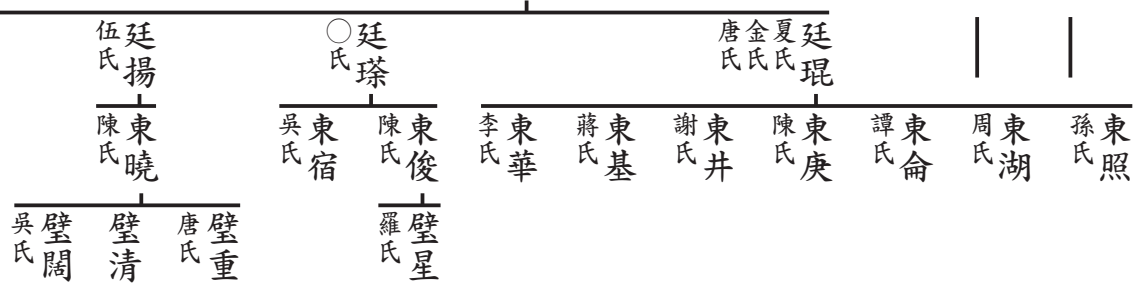 廷琨
夏氏
金氏
唐氏
廷
○氏
廷揚
伍氏
東照
孫氏
東湖
周氏
東侖
譚氏
東庚
陳氏
東井
謝氏
東基
蔣氏
東華
李氏
東俊
陳氏
東宿
吳氏
東曉
陳氏
壁星
羅氏
壁重
唐氏
壁清
壁闊
吳氏